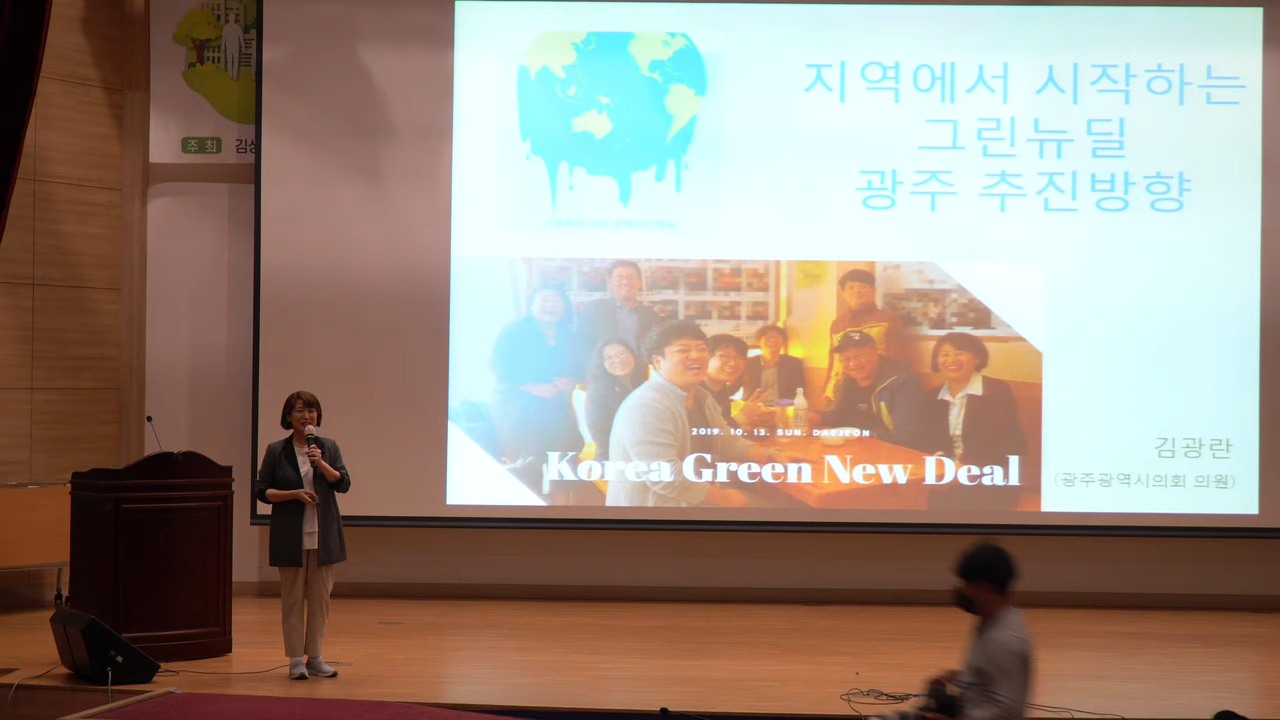 주최 김상
지역에서 시작하는
그린뉴딜
광주 추진방향
2019. 10. 13. SUN. DAEJEON
Korea Green New Deal
김광란
(광주광역시의회 의원)